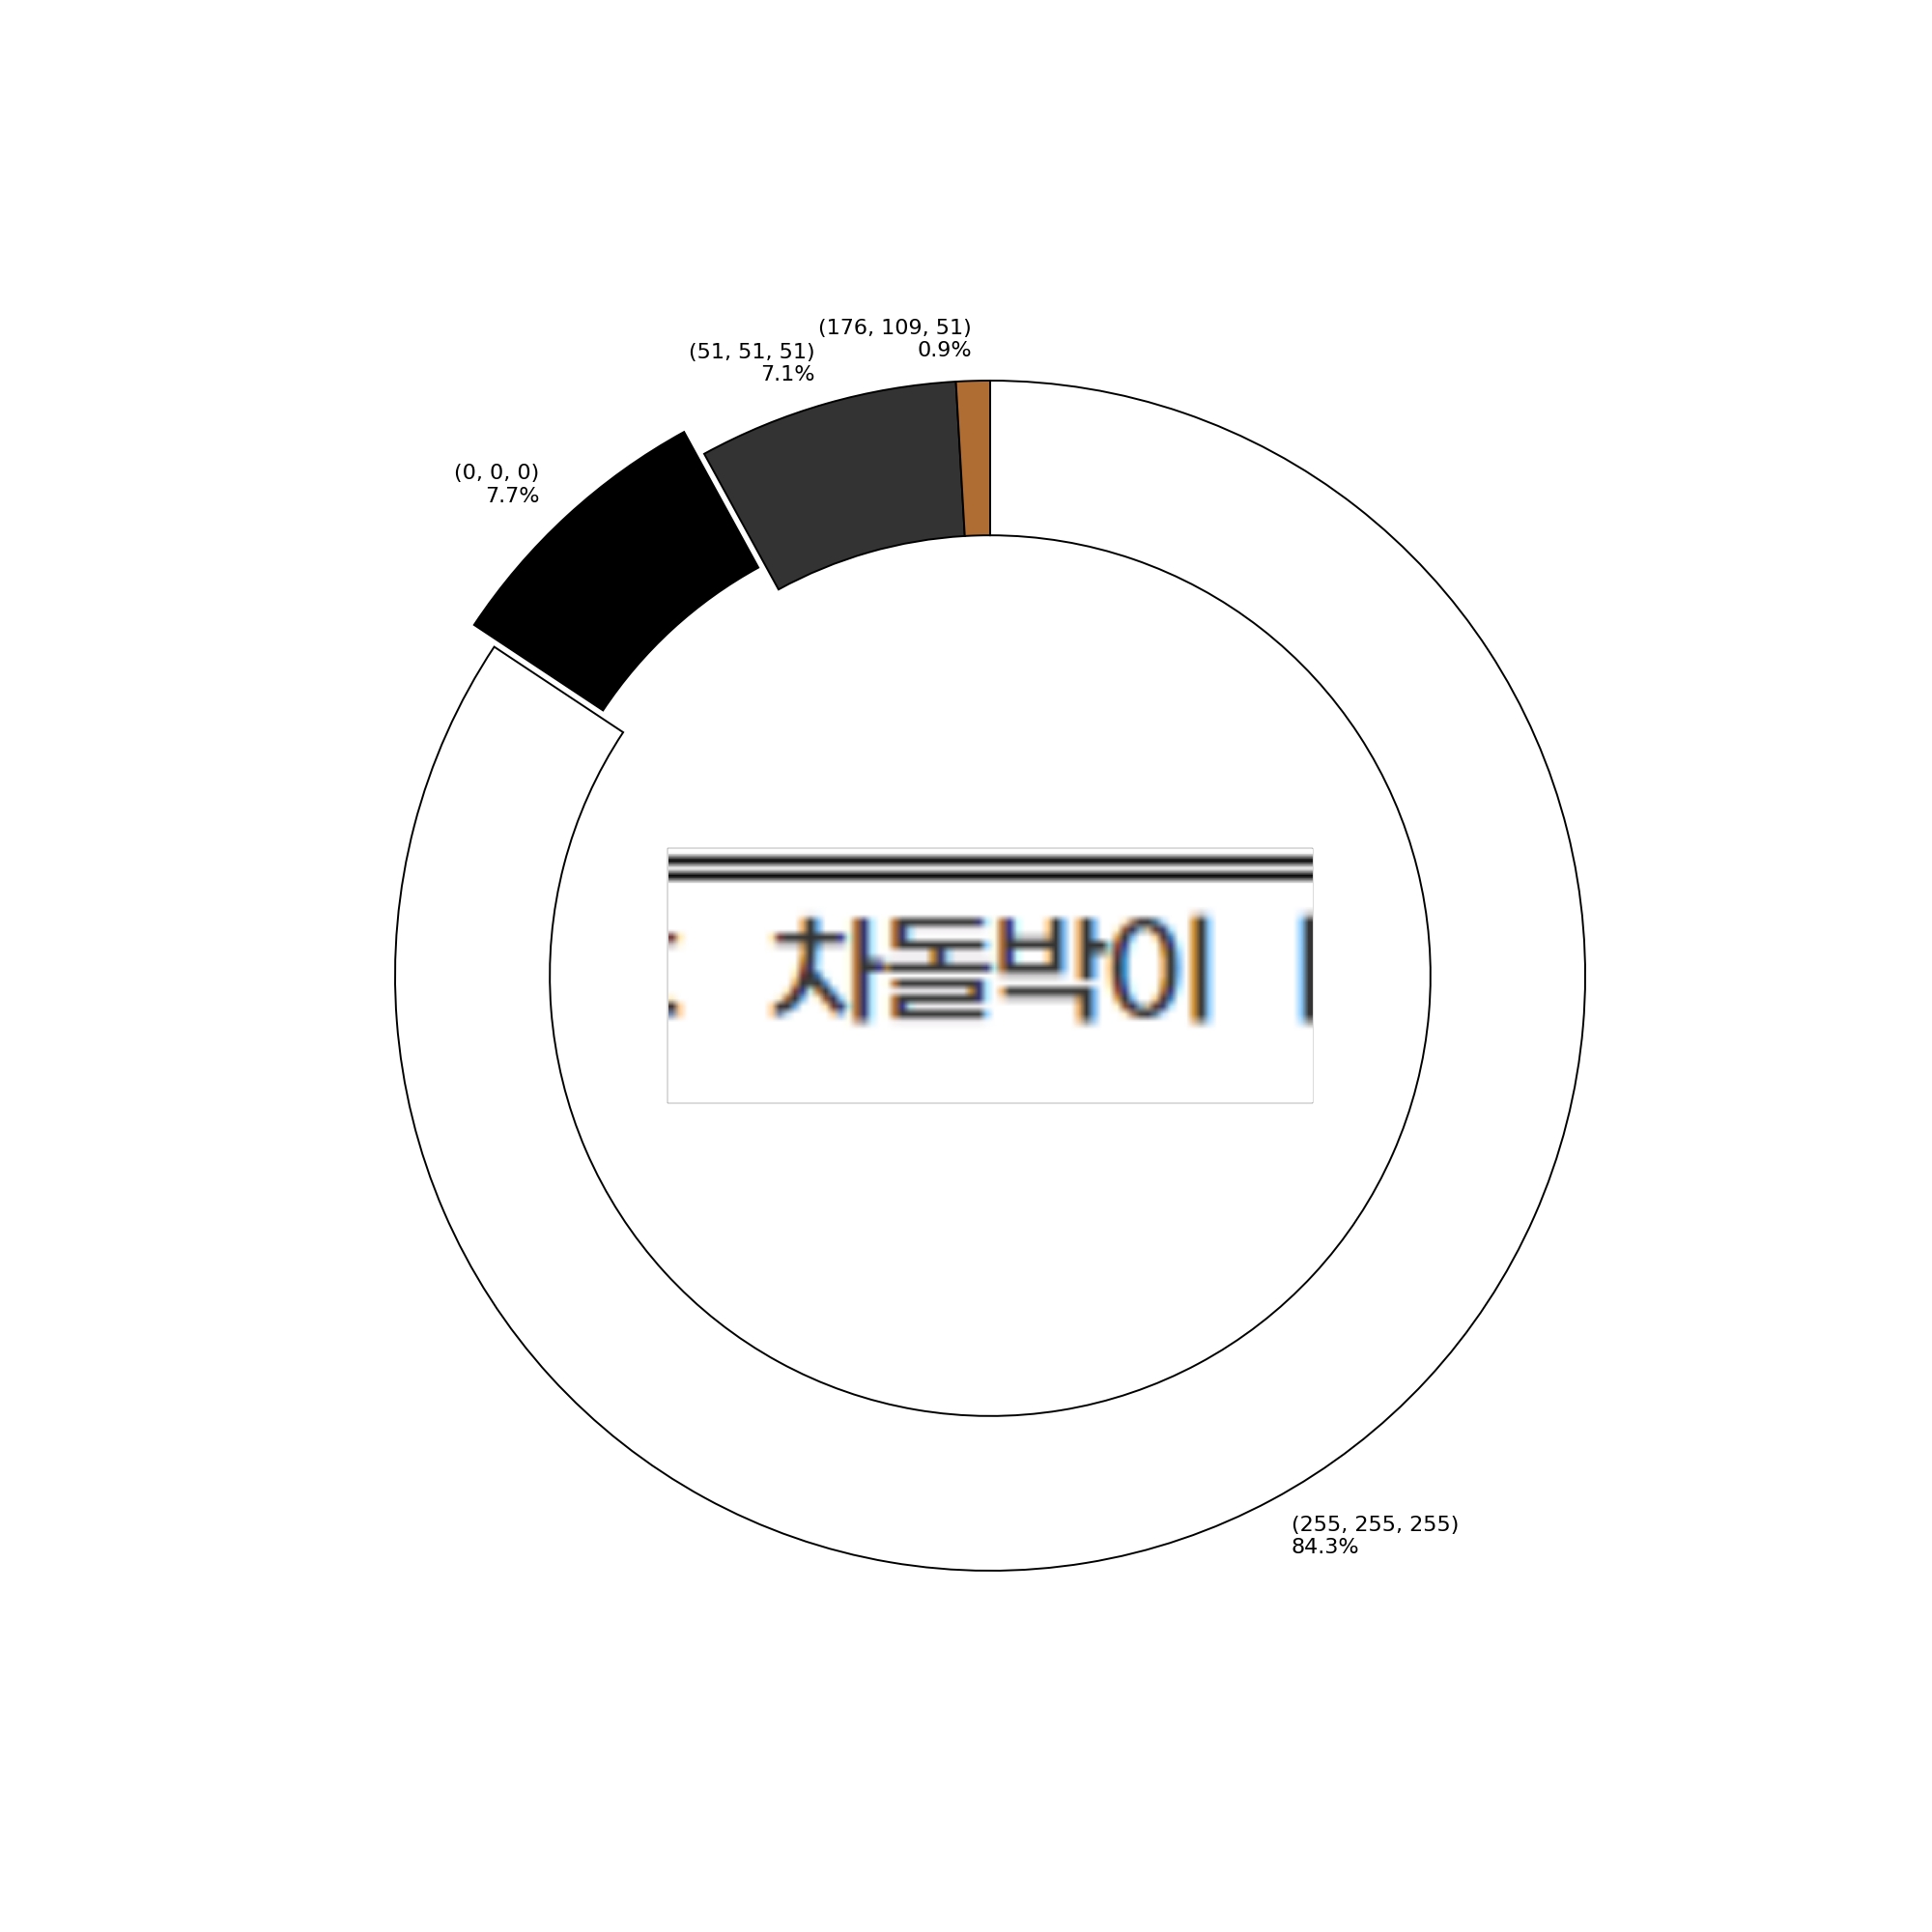 (176, 109, 51)
0.9%
(51, 51, 51)
7.1%
(0, 0, 0)
7.7%
차돌박이
(255, 255, 255)
84.3%